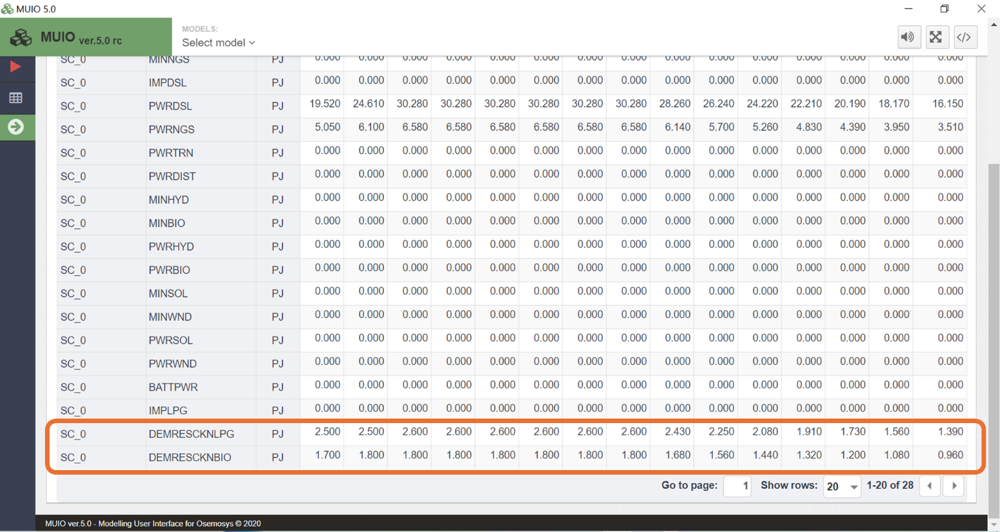 MUIO 5.0
MUIO ver.5.0 rc
MODELS:
Select model
SC_0 MINNGS PJ 0.000 0.000 0.000 0.000 0.000 0.000 0.000 0.000 0.000 0.000 0.000 0.000 0.000 0.000 0.000
SC_0 IMPDSL PJ 0.000 0.000 0.000 0.000 0.000 0.000 0.000 0.000 0.000 0.000 0.000 0.000 0.000 0.000 0.000
SC_0 PWRDSL PJ 19.520 24.610 30.280 30.280 30.280 30.280 30.280 30.280 28.260 26.240 24.220 22.210 20.190 18.170 16.150
SC_0 PWRNGS PJ 5.050 6.100 6.580 6.580 6.580 6.580 6.580 6.580 6.140 5.700 5.260 4.830 4.390 3.950 3.510
SC_0 PWRTRN PJ 0.000 0.000 0.000 0.000 0.000 0.000 0.000 0.000 0.000 0.000 0.000 0.000 0.000 0.000 0.000
SC_0 PWRDIST PJ 0.000 0.000 0.000 0.000 0.000 0.000 0.000 0.000 0.000 0.000 0.000 0.000 0.000 0.000 0.000
SC_0 MINHYD PJ 0.000 0.000 0.000 0.000 0.000 0.000 0.000 0.000 0.000 0.000 0.000 0.000 0.000 0.000 0.000
SC_0 MINBIO PJ 0.000 0.000 0.000 0.000 0.000 0.000 0.000 0.000 0.000 0.000 0.000 0.000 0.000 0.000 0.000
SC_0 PWRHYD PJ 0.000 0.000 0.000 0.000 0.000 0.000 0.000 0.000 0.000 0.000 0.000 0.000 0.000 0.000 0.000
SC_0 PWRBIO PJ 0.000 0.000 0.000 0.000 0.000 0.000 0.000 0.000 0.000 0.000 0.000 0.000 0.000 0.000 0.000
SC_0 MINSOL PJ 0.000 0.000 0.000 0.000 0.000 0.000 0.000 0.000 0.000 0.000 0.000 0.000 0.000 0.000 0.000
SC_0 MINWND PJ 0.000 0.000 0.000 0.000 0.000 0.000 0.000 0.000 0.000 0.000 0.000 0.000 0.000 0.000 0.000
SC_0 PWRSOL PJ 0.000 0.000 0.000 0.000 0.000 0.000 0.000 0.000 0.000 0.000 0.000 0.000 0.000 0.000 0.000
SC_0 PWRWND PJ 0.000 0.000 0.000 0.000 0.000 0.000 0.000 0.000 0.000 0.000 0.000 0.000 0.000 0.000 0.000
SC_0 BATTPWR PJ 0.000 0.000 0.000 0.000 0.000 0.000 0.000 0.000 0.000 0.000 0.000 0.000 0.000 0.000 0.000
SC_0 IMPLPG PJ 0.000 0.000 0.000 0.000 0.000 0.000 0.000 0.000 0.000 0.000 0.000 0.000 0.000 0.000 0.000
SC_0 DEMRESCKNLPG PJ 2.500 2.500 2.600 2.600 2.600 2.600 2.600 2.600 2.430 2.250 2.080 1.910 1.730 1.560 1.390
SC_0 DEMRESCKNBIO PJ 1.700 1.800 1.800 1.800 1.800 1.800 1.800 1.800 1.680 1.560 1.440 1.320 1.200 1.080 0.960
Go to page: 1 Show rows: 20 1-20 of 28
MUIO ver.5.0 - Modelling User Interface for Osemosys © 2020